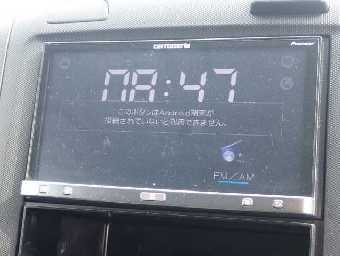 carrozzeria
Pioneer
08:47
このボタンはAndroid端末が
接続されていないと利用できません。
FM/AM